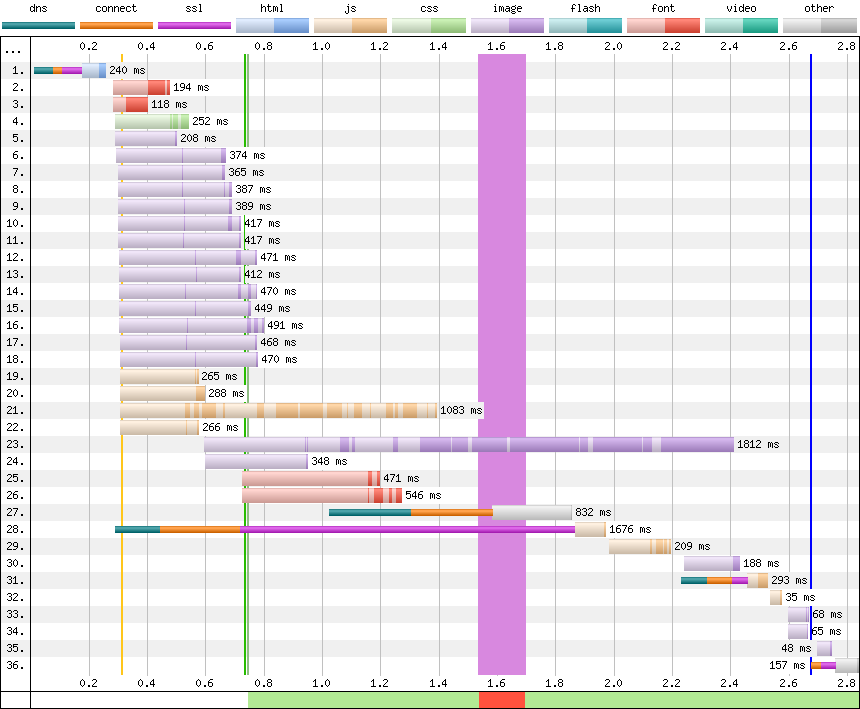 dns connect ssl html js css image flash font video other
... 0.2 0.4 0.6 0.8 1.0 1.2 1.4 1.6 1.8 2.0 2.2 2.4 2.6 2.8
1. 240 ms
2. 194 ms
3. 118 ms
4. 252 ms
5. 208 ms
6. 374 ms
7. 365 ms
8. 387 ms
9. 389 ms
10. 417 ms
11. 417 ms
12. 471 ms
13. 412 ms
14. 470 ms
15. 449 ms
16. 491 ms
17. 468 ms
18. 470 ms
19. 265 ms
20. 288 ms
21. 1083 ms
22. 266 ms
23. 1812 ms
24. 348 ms
25. 471 ms
26. 546 ms
27. 832 ms
28. 1676 ms
29. 209 ms
30. 188 ms
31. 293 ms
32. 35 ms
33. 68 ms
34. 65 ms
35. 48 ms
36. 157 ms
0.2 0.4 0.6 0.8 1.0 1.2 1.4 1.6 1.8 2.0 2.2 2.4 2.6 2.8